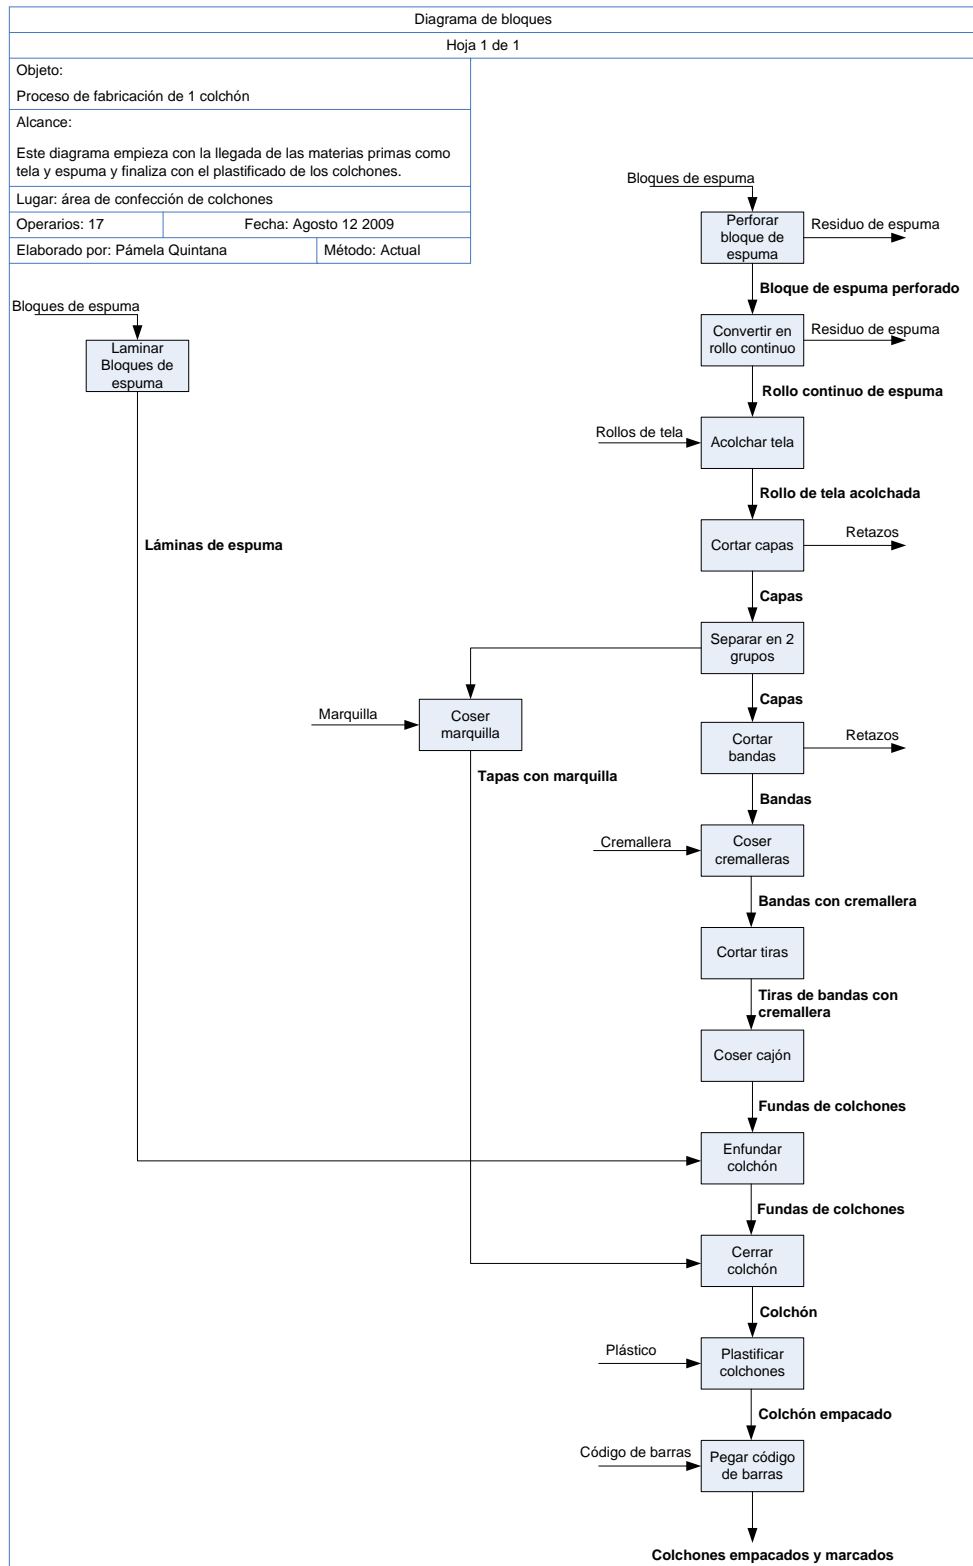 Diagrama de bloques
Hoja 1 de 1
Objeto:
Proceso de fabricación de 1 colchón
Alcance:
Este diagrama empieza con la llegada de las materias primas como
tela y espuma y finaliza con el plastificado de los colchones.
Lugar: área de confección de colchones
Operarios: 17
Fecha: Agosto 12 2009
Elaborado por: Pámela Quintana
Método: Actual
Bloques de espuma
Perforar
bloque de
espuma
Residuo de espuma
Bloque de espuma perforado
Bloques de espuma
Laminar
Bloques de
espuma
Convertir en
rollo continuo
Residuo de espuma
Rollo continuo de espuma
Rollos de tela
Acolchar tela
Rollo de tela acolchada
Láminas de espuma
Cortar capas
Retazos
Capas
Separar en 2
grupos
Capas
Marquilla
Coser
marquilla
Cortar
bandas
Retazos
Tapas con marquilla
Bandas
Cremallera
Coser
cremalleras
Bandas con cremallera
Cortar tiras
Tiras de bandas con
cremallera
Coser cajón
Fundas de colchones
Enfundar
colchón
Fundas de colchones
Cerrar
colchón
Colchón
Plástico
Plastificar
colchones
Colchón empacado
Código de barras
Pegar código
de barras
Colchones empacados y marcados